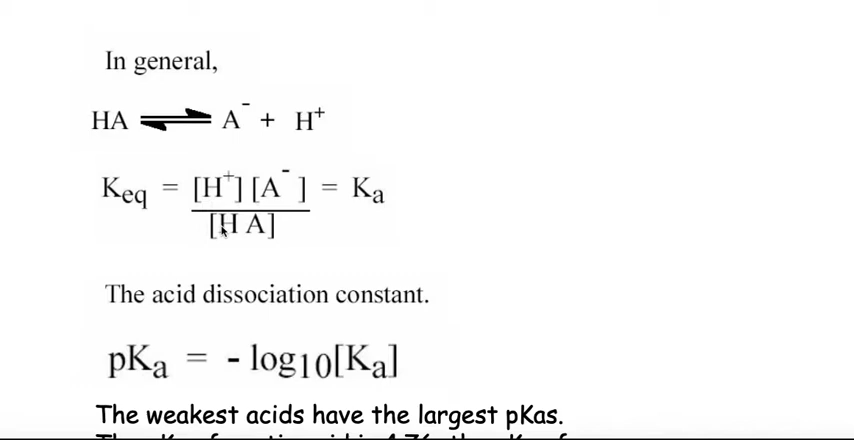 In general,
HA ⇌ A⁻ + H⁺
Keq = [H⁺] [A⁻] = Ka
[H A]
The acid dissociation constant.
pKa = - log10[Ka]
The weakest acids have the largest pKas.